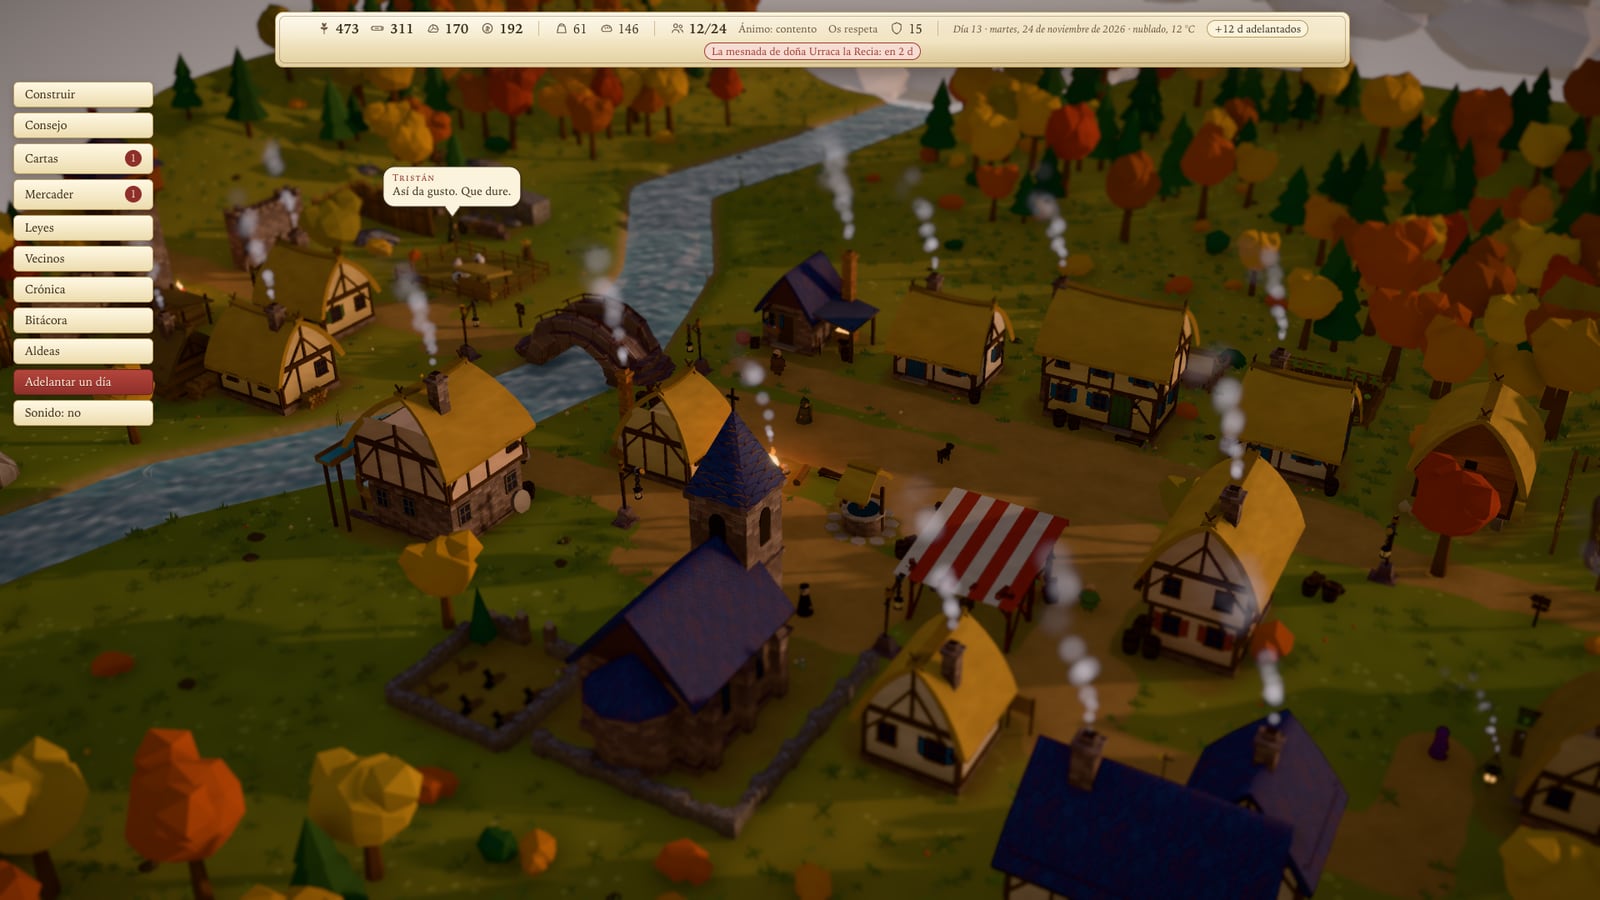 473 311 170 192 61 146 12/24 Ánimo: contento Os respeta 15 Día 13 · martes, 24 de noviembre de 2026 · nublado, 12 °C +12 d adelantados
La mesnada de doña Urraca la Recia: en 2 d
Construir
Consejo
Cartas 1
Mercader 1
Leyes
Vecinos
Crónica
Bitácora
Aldeas
Adelantar un día
Sonido: no
TRISTÁN
Así da gusto. Que dure.